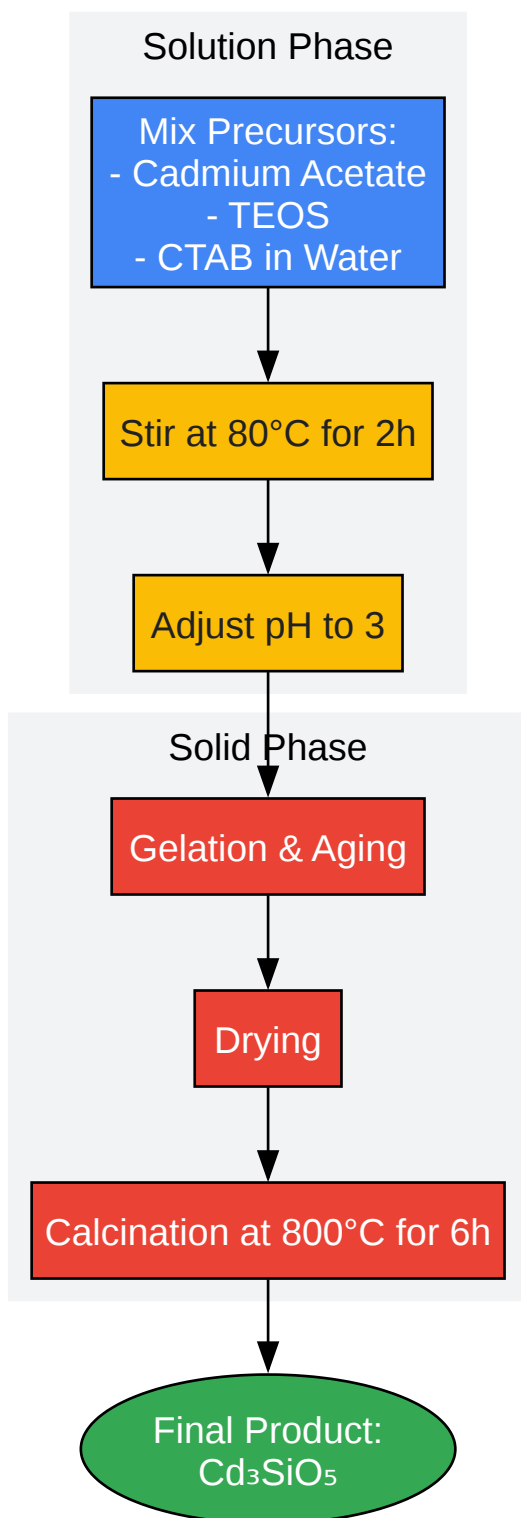 Solution Phase
Mix Precursors:
- Cadmium Acetate
- TEOS
- CTAB in Water
Stir at 80°C for 2h
Adjust pH to 3
Solid Phase
Gelation & Aging
Drying
Calcination at 800°C for 6h
Final Product:
Cd₃SiO₅